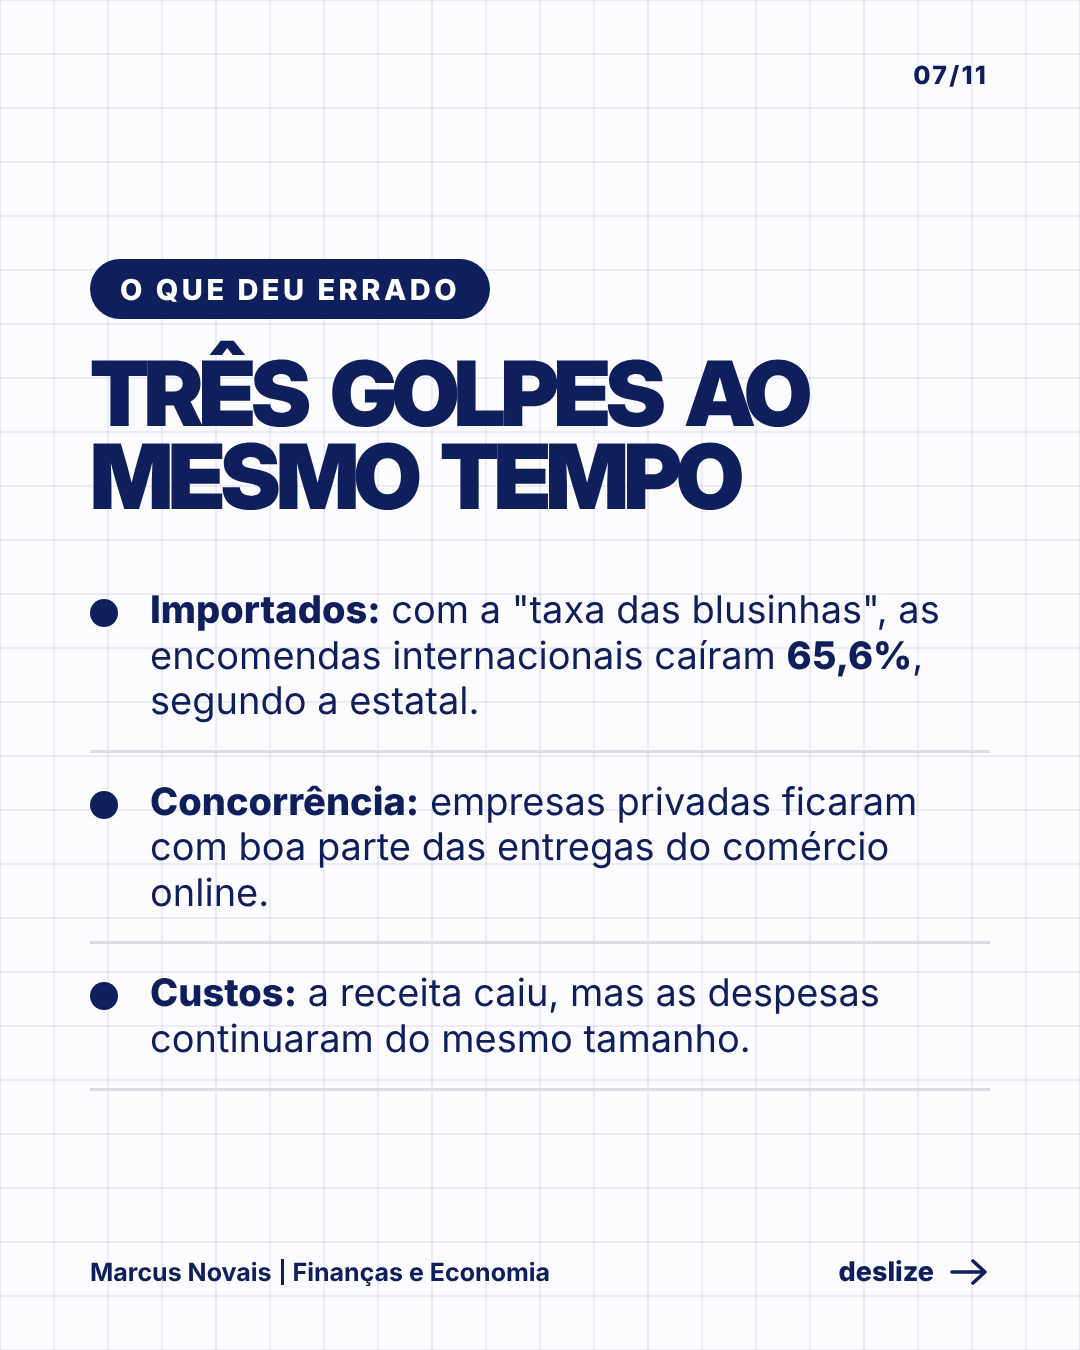 07/11
O QUE DEU ERRADO
TRÊS GOLPES AO
MESMO TEMPO
Importados: com a "taxa das blusinhas", as
encomendas internacionais caíram 65,6%,
segundo a estatal.
Concorrência: empresas privadas ficaram
com boa parte das entregas do comércio
online.
Custos: a receita caiu, mas as despesas
continuaram do mesmo tamanho.
Marcus Novais | Finanças e Economia
deslize →